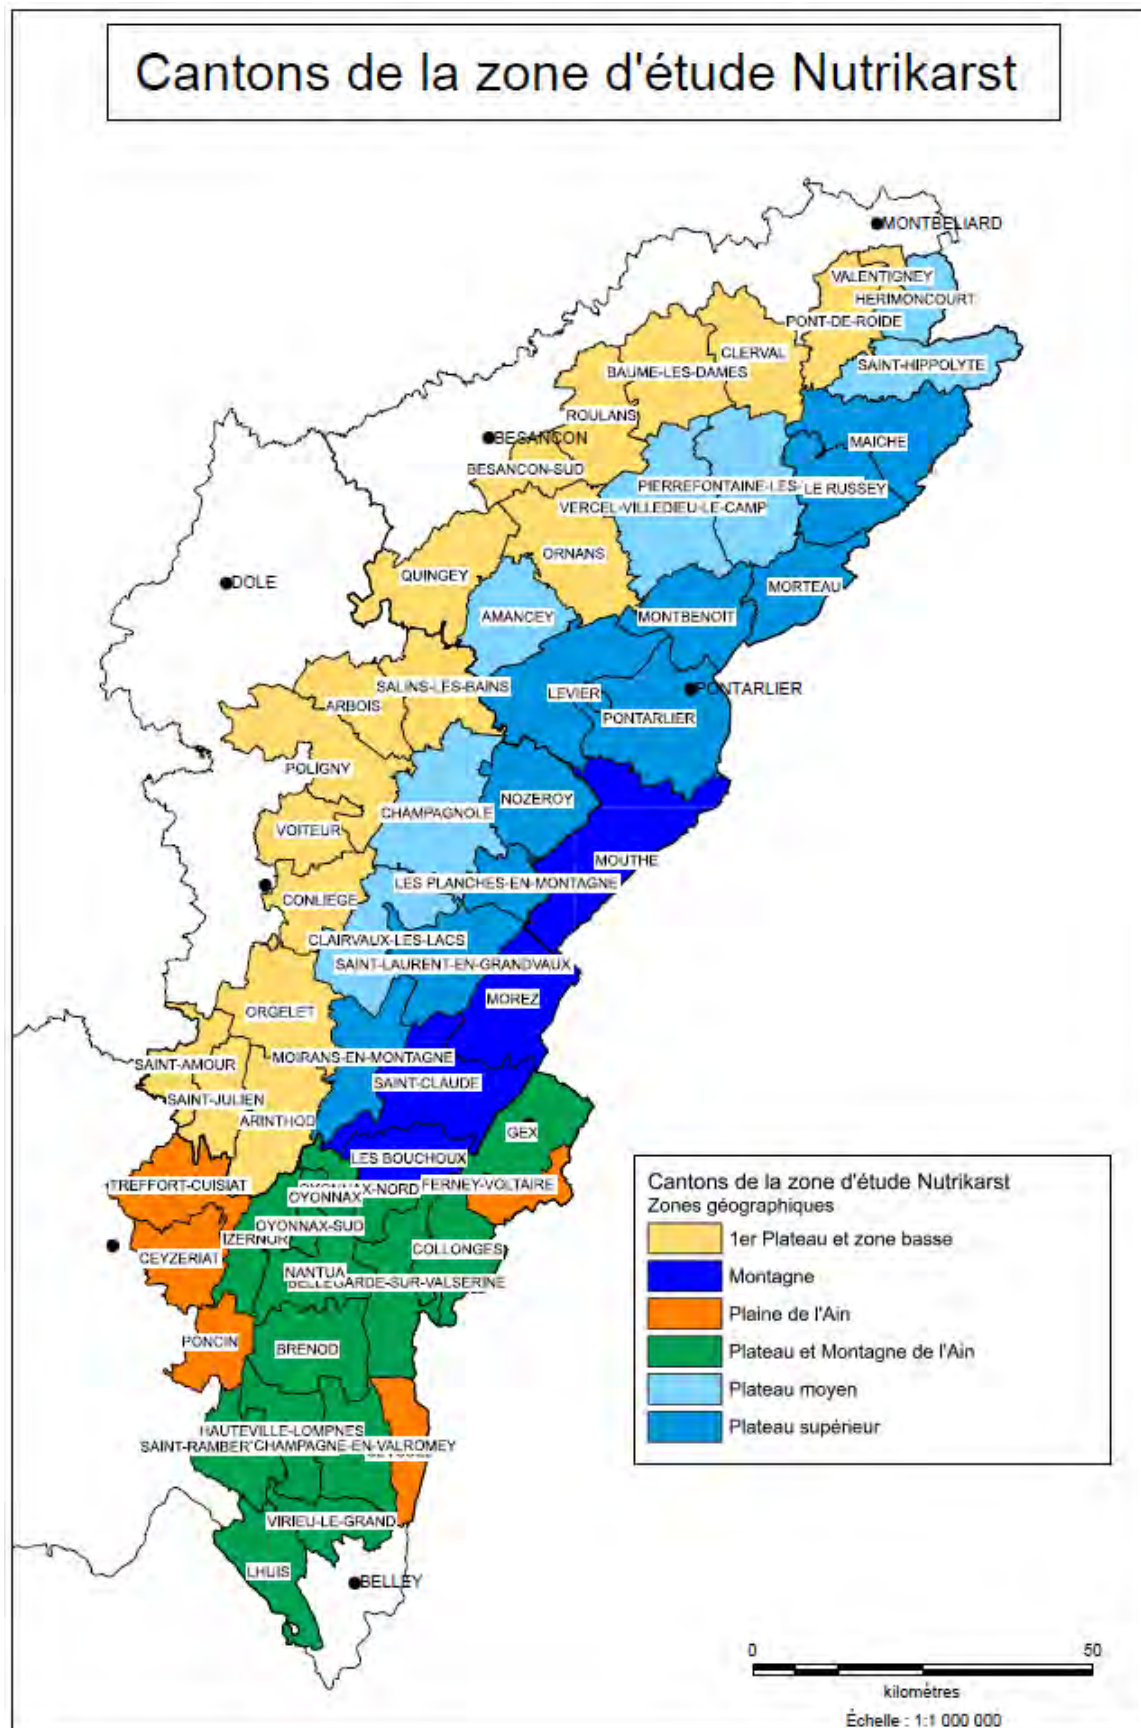 Cantons de la zone d'étude Nutrikarst
MONTBELIARD
VALENTIGNEY
HERIMONCOURT
PONT-DE-ROIDE
CLERVAL
SAINT-HIPPOLYTE
BAUME-LES-DAMES
ROULANS
BESANCON
MAICHE
BESANCON-SUD
PIERREFONTAINE-LES-
LE RUSSEY
VERCEL-VILLEDIEU-LE-CAMP
ORNANS
QUINGEY
DOLE
MORTEAU
AMANCEY
MONTBENOIT
SALINS-LES-BAINS
LEVIER
PONTARLIER
ARBOIS
PONTARLIER
POLIGNY
NOZEROY
CHAMPAGNOLE
VOITEUR
MOUTHE
LES PLANCHES-EN-MONTAGNE
CONLIEGE
CLAIRVAUX-LES-LACS
SAINT-LAURENT-EN-GRANDVAUX
MOREZ
ORGELET
MOIRANS-EN-MONTAGNE
SAINT-AMOUR
SAINT-CLAUDE
SAINT-JULIEN
ARINTHOD
GEX
LES BOUCHOUX
TREFFORT-CUISIAT
FERNEY-VOLTAIRE
OYONNAX-NORD
OYONNAX
OYONNAX-SUD
IZERNOR
COLLONGES
CEYZERIAT
NANTUA
BELLEGARDE-SUR-VALSERINE
PONCIN
BRENOD
HAUTEVILLE-LOMPNES
SAINT-RAMBER
CHAMPAGNE-EN-VALROMEY
VIRIEU-LE-GRAND
LHUIS
BELLEY
Cantons de la zone d'étude Nutrikarst
Zones géographiques
1er Plateau et zone basse
Montagne
Plaine de l'Ain
Plateau et Montagne de l'Ain
Plateau moyen
Plateau supérieur
0 50
kilomètres
Échelle : 1:1 000 000